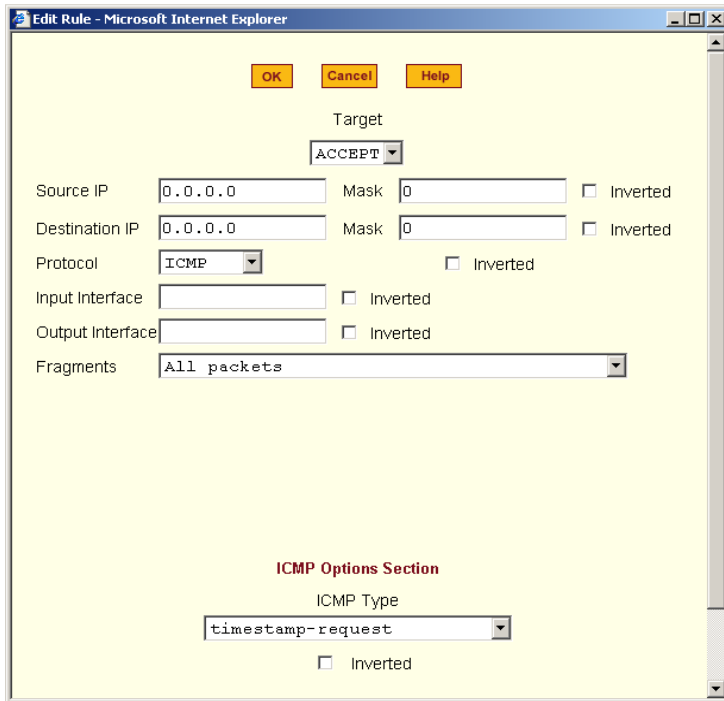 Edit Rule - Microsoft Internet Explorer
OK Cancel Help
Target
ACCEPT
Source IP 0.0.0.0 Mask 0 Inverted
Destination IP 0.0.0.0 Mask 0 Inverted
Protocol ICMP Inverted
Input Interface Inverted
Output Interface Inverted
Fragments All packets
ICMP Options Section
ICMP Type
timestamp-request
Inverted